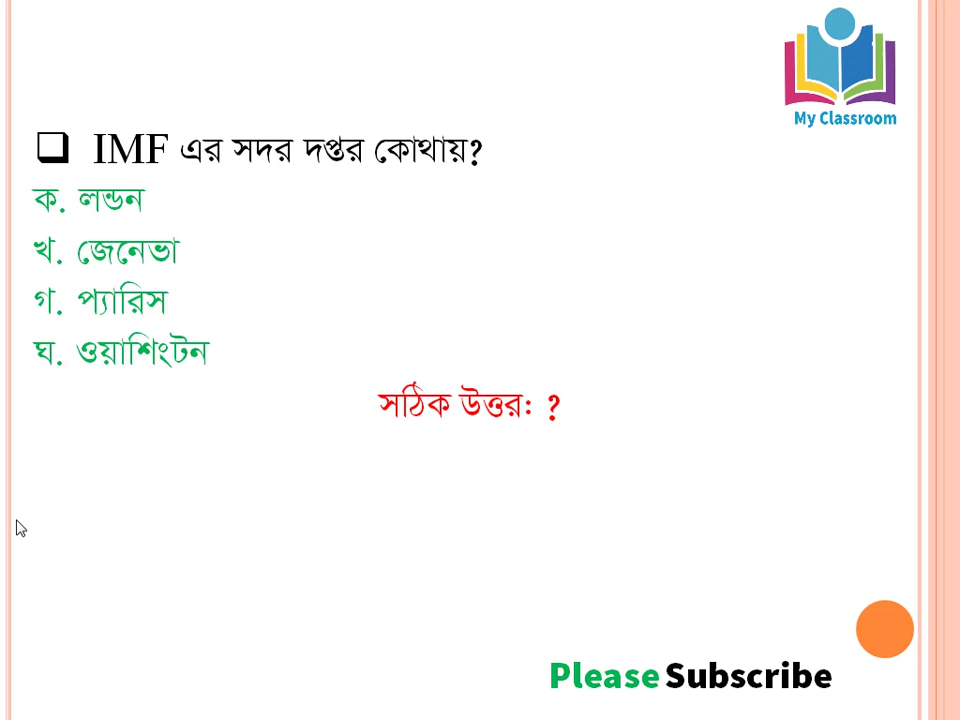 My Classroom
IMF এর সদর দপ্তর কোথায়?
ক. লন্ডন
খ. জেনেভা
গ. প্যারিস
ঘ. ওয়াশিংটন
সঠিক উত্তর: ?
Please Subscribe